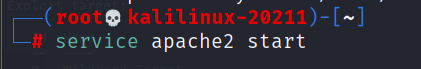 (root💀kalilinux-20211)-[~]
# service apache2 start